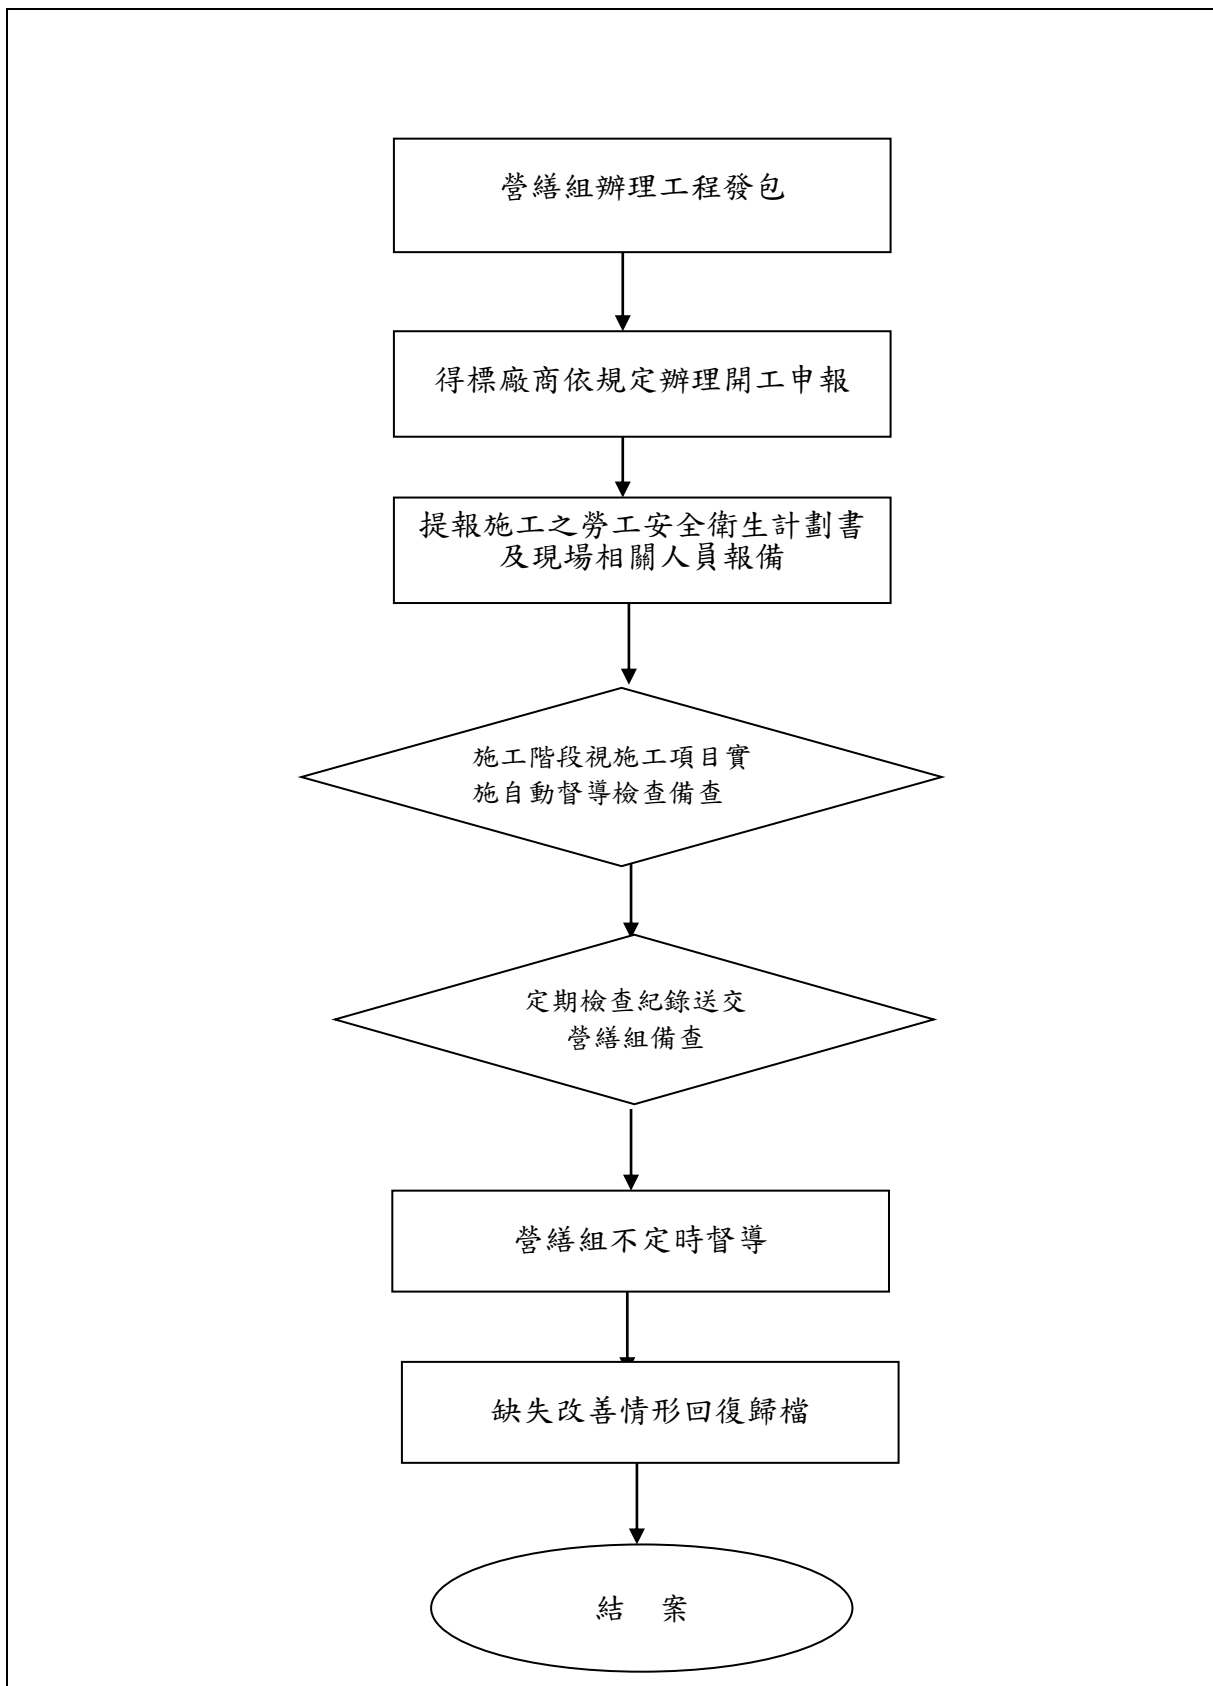 營繕組辦理工程發包
得標廠商依規定辦理開工申報
提報施工之勞工安全衛生計劃書
及現場相關人員報備
施工階段視施工項目實
施自動督導檢查備查
定期檢查紀錄送交
營繕組備查
營繕組不定時督導
缺失改善情形回復歸檔
結　案